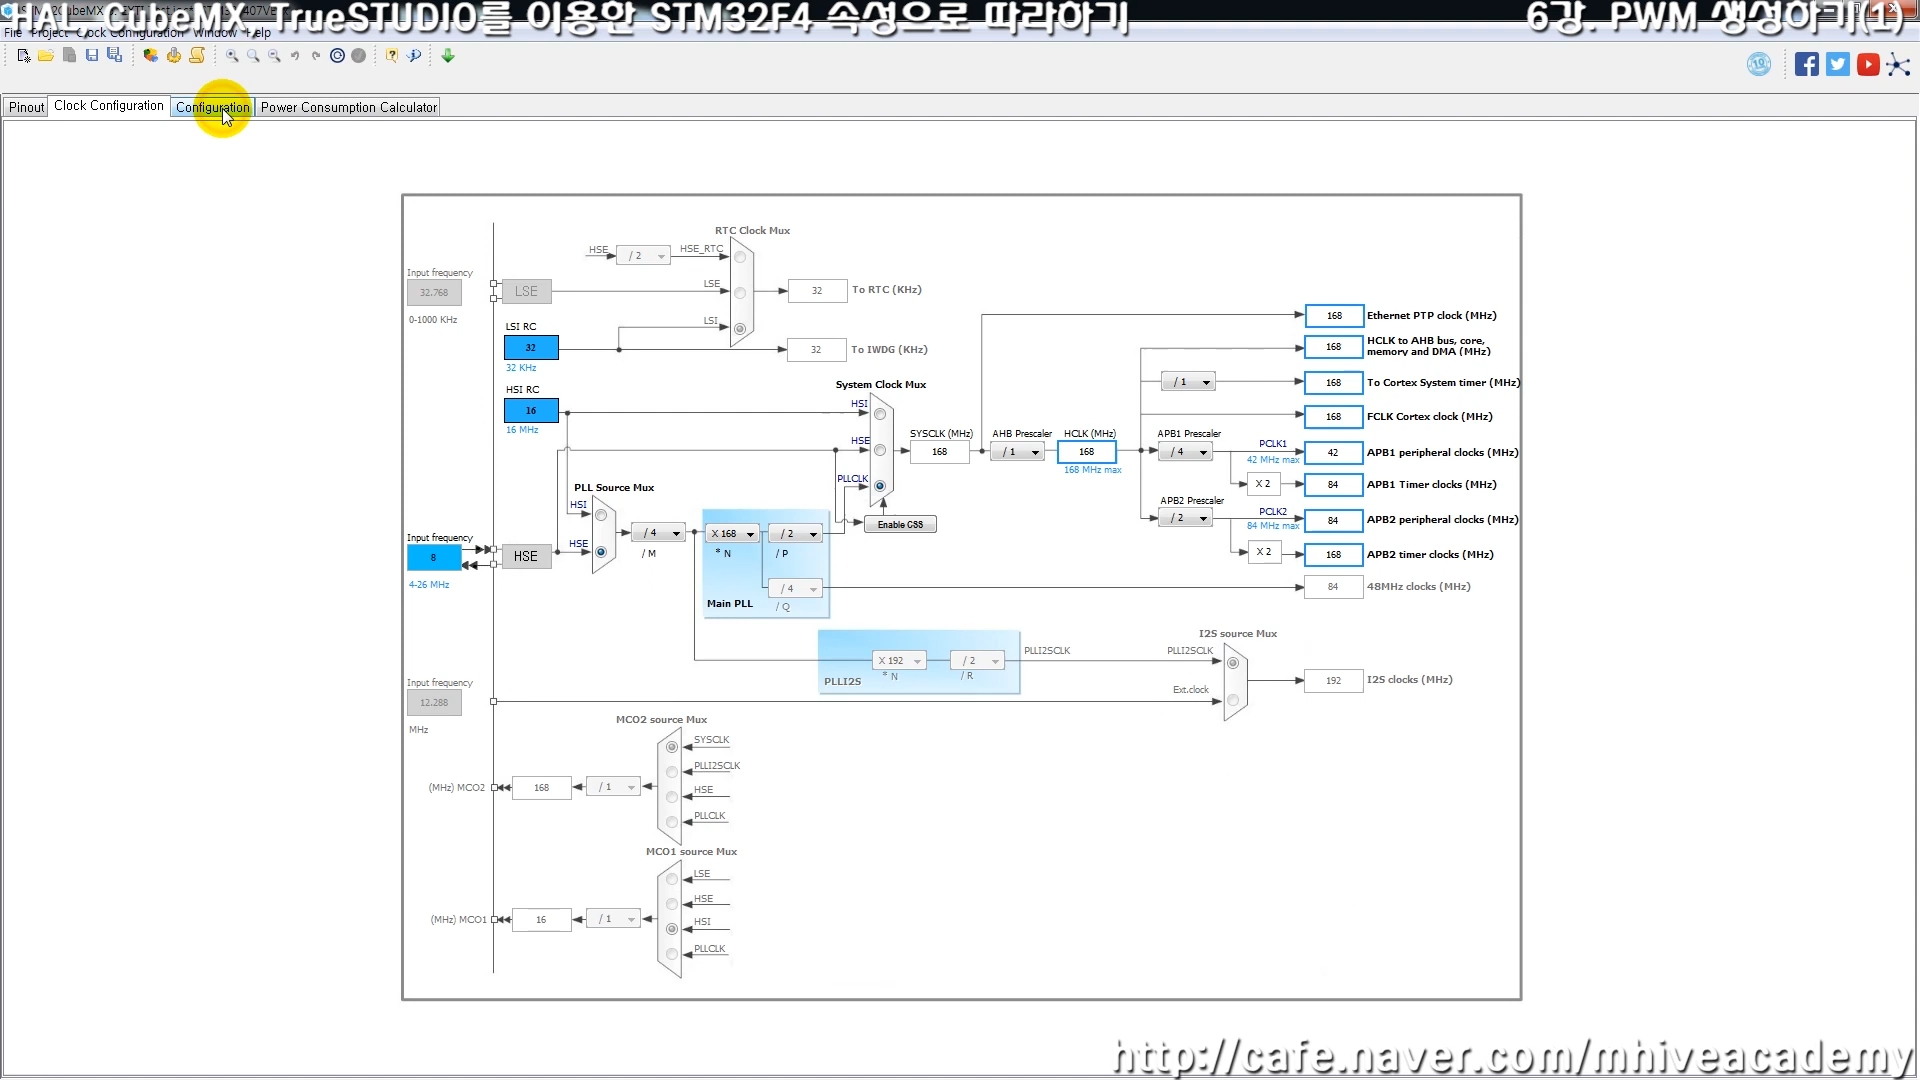 HAL, CubeMX, TrueSTUDIO를 이용한 STM32F4 속성으로 따라하기
6강. PWM 생성하기(1)
File Project Clock Configuration Window Help
Pinout Clock Configuration Configuration Power Consumption Calculator
RTC Clock Mux
HSE / 2 HSE_RTC
Input frequency
32.768
0-1000 KHz
LSE
LSE
32 To RTC (KHz)
LSI RC
32
32 KHz
LSI
32 To IWDG (KHz)
HSI RC
16
16 MHz
System Clock Mux
HSI
HSE
PLLCLK
Enable CSS
SYSCLK (MHz)
168
AHB Prescaler
/ 1
HCLK (MHz)
168
168 MHz max
168 Ethernet PTP clock (MHz)
168 HCLK to AHB bus, core,
memory and DMA (MHz)
/ 1 168 To Cortex System timer (MHz)
168 FCLK Cortex clock (MHz)
APB1 Prescaler
/ 4
PCLK1
42 MHz max
42 APB1 peripheral clocks (MHz)
X 2 84 APB1 Timer clocks (MHz)
APB2 Prescaler
/ 2
PCLK2
84 MHz max
84 APB2 peripheral clocks (MHz)
X 2 168 APB2 timer clocks (MHz)
84 48MHz clocks (MHz)
PLL Source Mux
HSI
HSE
Input frequency
8
4-26 MHz
HSE
/ 4
/ M
X 168
* N
/ 2
/ P
/ 4
/ Q
Main PLL
PLLI2S
X 192
* N
/ 2
/ R
PLLI2SCLK
I2S source Mux
PLLI2SCLK
Ext.clock
192 I2S clocks (MHz)
Input frequency
12.288
MHz
MCO2 source Mux
SYSCLK
PLLI2SCLK
HSE
PLLCLK
(MHz) MCO2 168 / 1
MCO1 source Mux
LSE
HSE
HSI
PLLCLK
(MHz) MCO1 16 / 1
http://cafe.naver.com/mhiveacademy